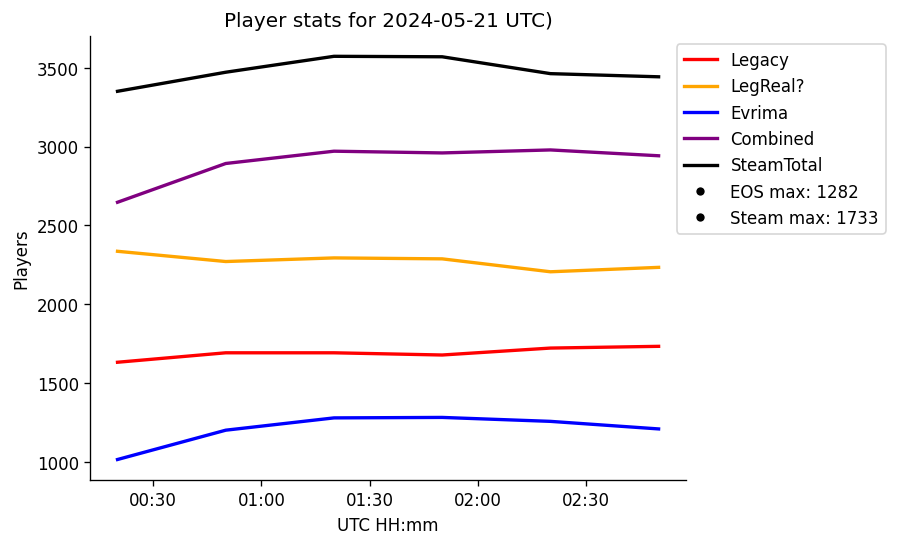 Player stats for 2024-05-21 UTC)
Legacy
LegReal?
Evrima
Combined
SteamTotal
EOS max: 1282
Steam max: 1733
Players
3500
3000
2500
2000
1500
1000
00:30 01:00 01:30 02:00 02:30
UTC HH:mm